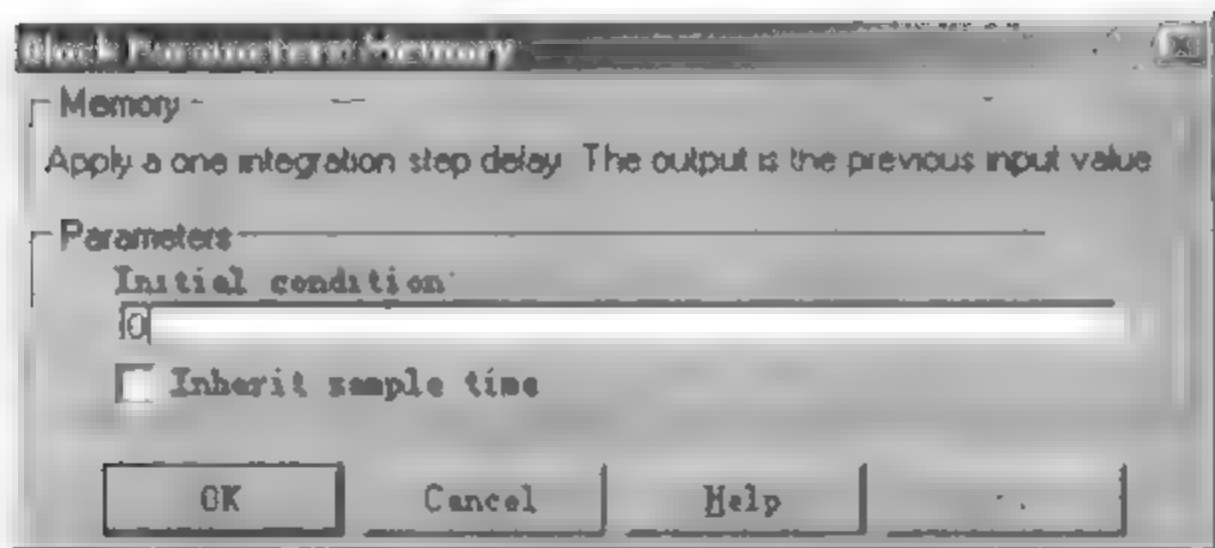 Block Parameters: Memory
Memory
Apply a one integration step delay. The output is the previous input value
Parameters
Initial condition:
0
Inherit sample time
OK
Cancel
Help